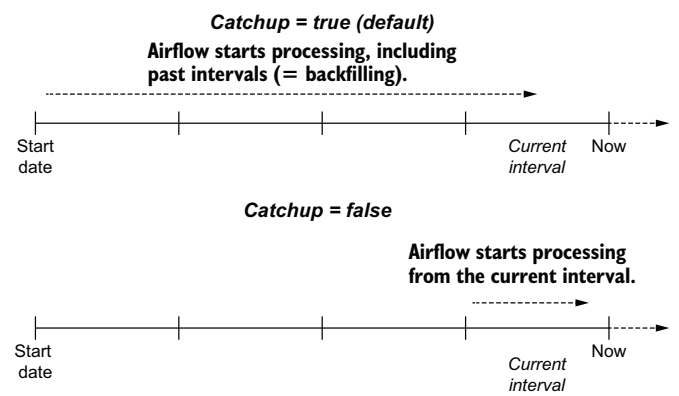 Catchup = true (default)
Airflow starts processing, including
past intervals (= backfilling).
Start
date
Current
interval
Now
Catchup = false
Airflow starts processing
from the current interval.
Start
date
Current
interval
Now